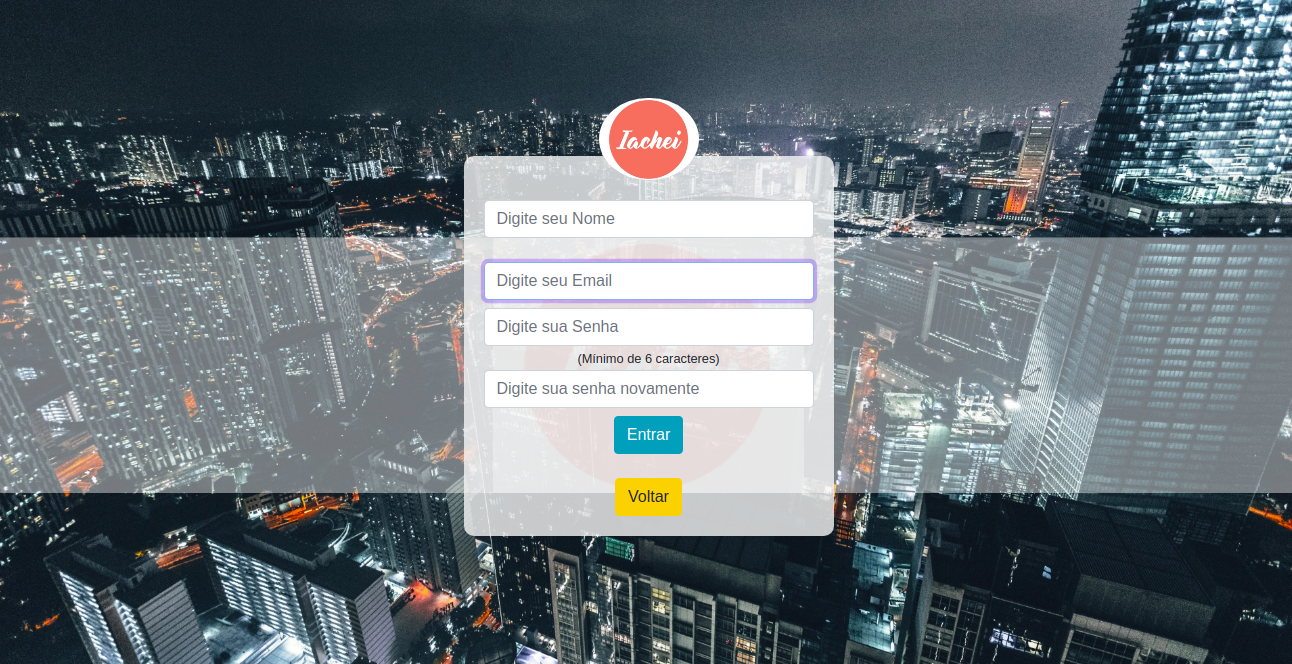 Iachei
Digite seu Nome
Digite seu Email
Digite sua Senha
(Mínimo de 6 caracteres)
Digite sua senha novamente
Entrar
Voltar